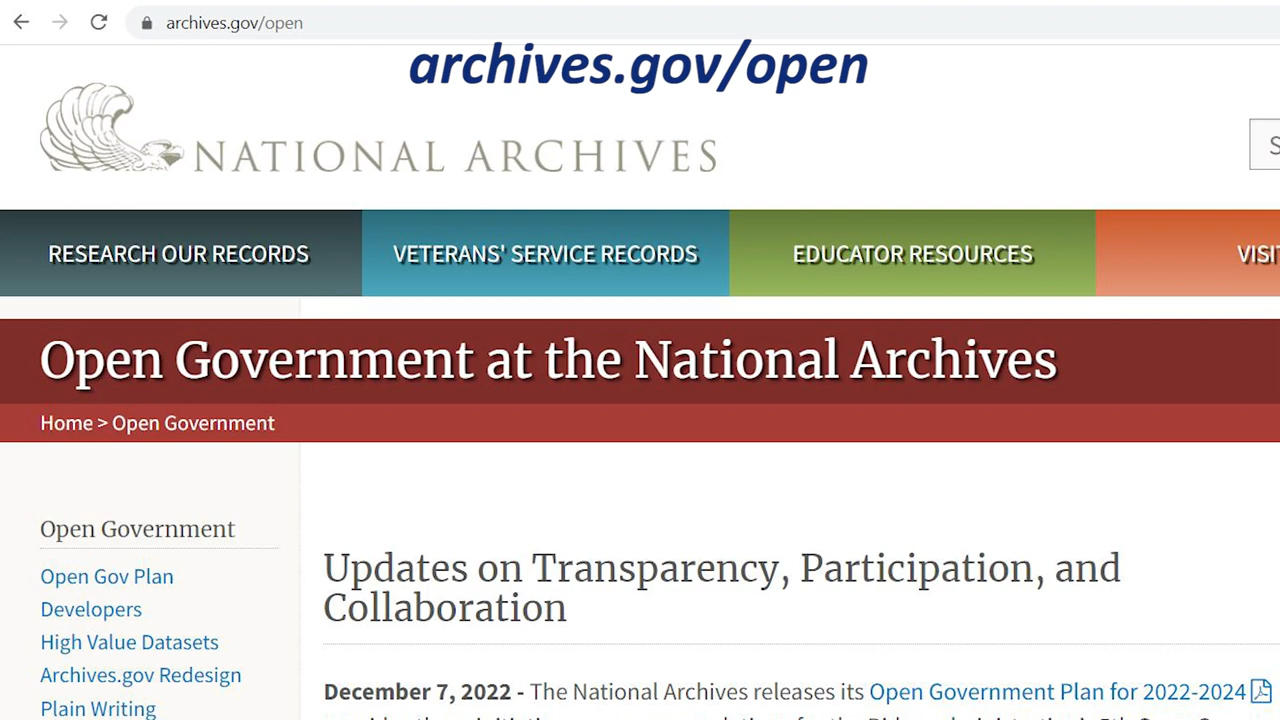 archives.gov/open
archives.gov/open
NATIONAL ARCHIVES
RESEARCH OUR RECORDS
VETERANS' SERVICE RECORDS
EDUCATOR RESOURCES
Open Government at the National Archives
Home > Open Government
Open Government
Open Gov Plan
Developers
High Value Datasets
Archives.gov Redesign
Plain Writing
Updates on Transparency, Participation, and
Collaboration
December 7, 2022 - The National Archives releases its Open Government Plan for 2022-2024